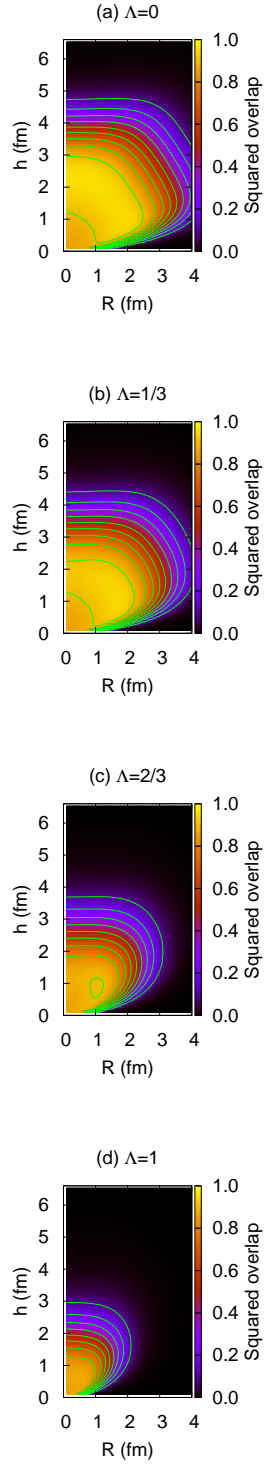 (a) Λ=0
h (fm)
6
5
4
3
2
1
0
0 1 2 3 4
R (fm)
1.0
0.8
0.6
0.4
0.2
0.0
Squared overlap
(b) Λ=1/3
h (fm)
6
5
4
3
2
1
0
0 1 2 3 4
R (fm)
1.0
0.8
0.6
0.4
0.2
0.0
Squared overlap
(c) Λ=2/3
h (fm)
6
5
4
3
2
1
0
0 1 2 3 4
R (fm)
1.0
0.8
0.6
0.4
0.2
0.0
Squared overlap
(d) Λ=1
h (fm)
6
5
4
3
2
1
0
0 1 2 3 4
R (fm)
1.0
0.8
0.6
0.4
0.2
0.0
Squared overlap